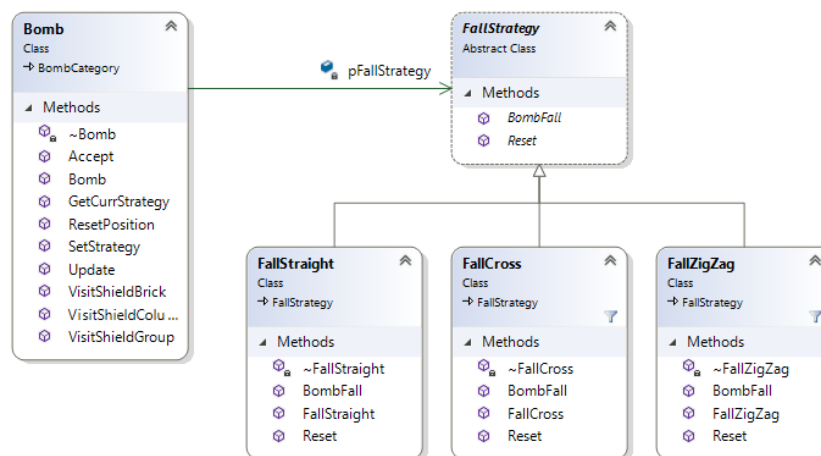 Bomb
Class
→ BombCategory
Methods
~Bomb
Accept
Bomb
GetCurrStrategy
ResetPosition
SetStrategy
Update
VisitShieldBrick
VisitShieldColu ...
VisitShieldGroup
pFallStrategy
FallStrategy
Abstract Class
Methods
BombFall
Reset
FallStraight
Class
→ FallStrategy
Methods
~FallStraight
BombFall
FallStraight
Reset
FallCross
Class
→ FallStrategy
Methods
~FallCross
BombFall
FallCross
Reset
FallZigZag
Class
→ FallStrategy
Methods
~FallZigZag
BombFall
FallZigZag
Reset